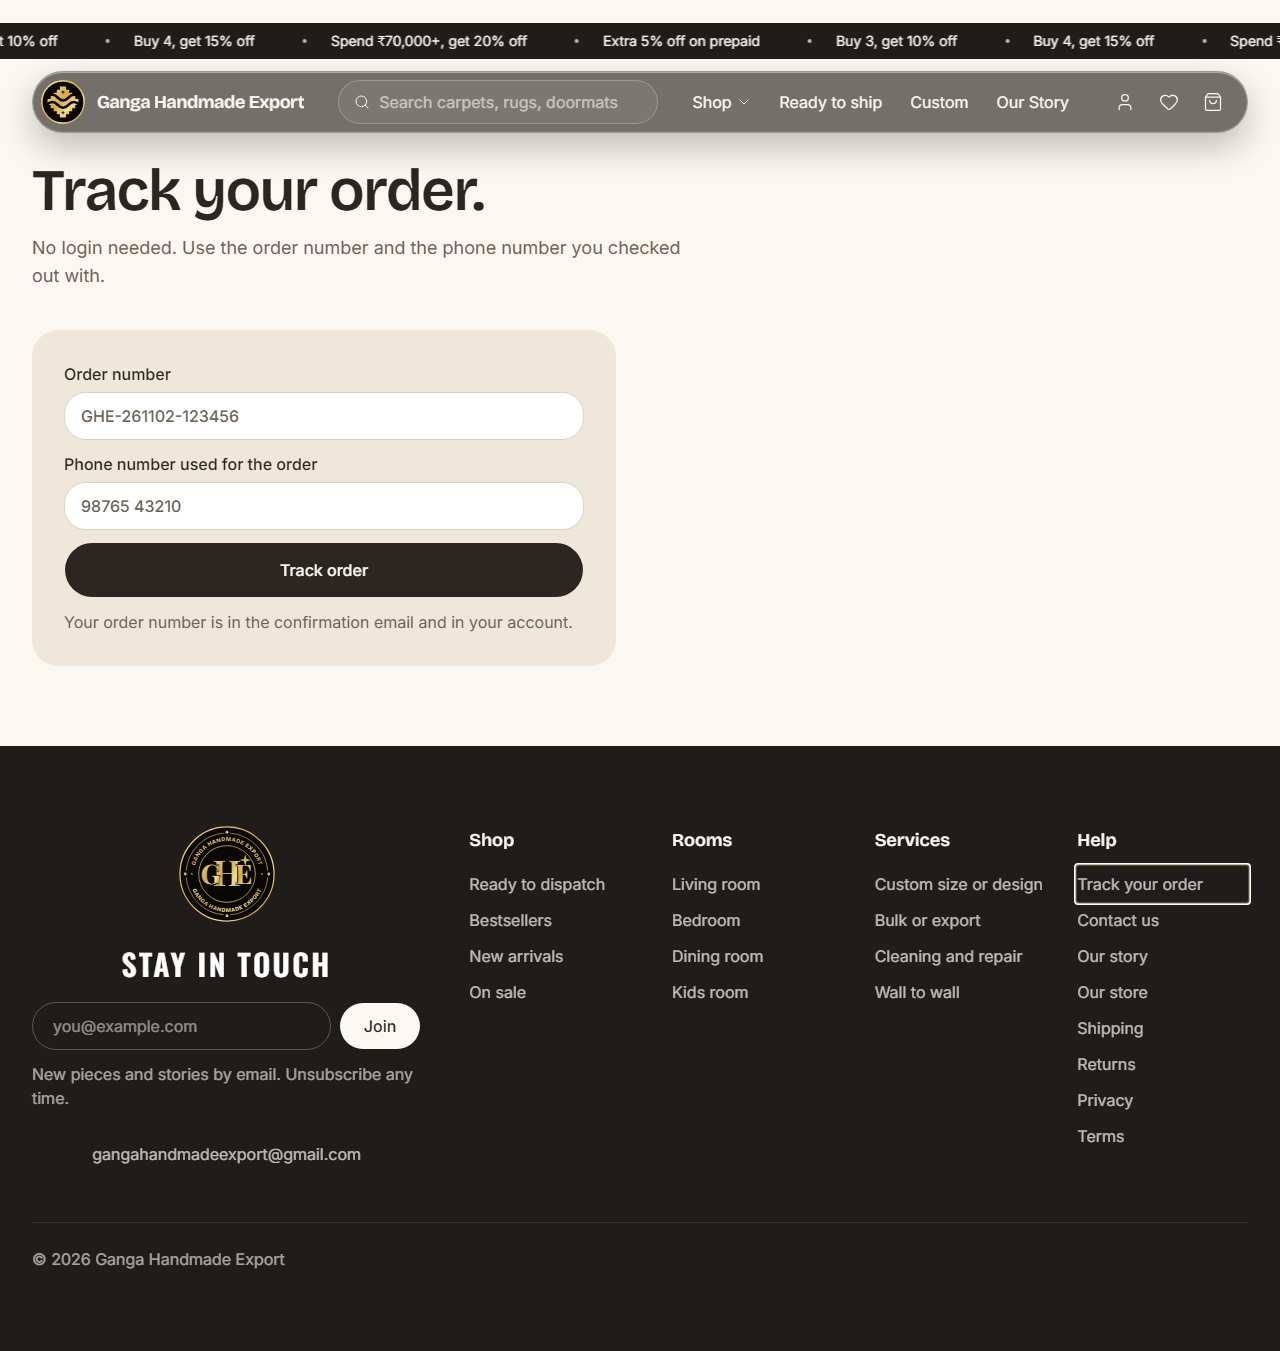 t 10% off • Buy 4, get 15% off • Spend ₹70,000+, get 20% off • Extra 5% off on prepaid • Buy 3, get 10% off • Buy 4, get 15% off • Spend
Ganga Handmade Export
Search carpets, rugs, doormats
Shop
Ready to ship
Custom
Our Story
Track your order.
No login needed. Use the order number and the phone number you checked
out with.
Order number
GHE-261102-123456
Phone number used for the order
98765 43210
Track order
Your order number is in the confirmation email and in your account.
GANGA HANDMADE EXPORT
GHE
GANGA HANDMADE EXPORT
STAY IN TOUCH
you@example.com
Join
New pieces and stories by email. Unsubscribe any
time.
gangahandmadeexport@gmail.com
Shop
Ready to dispatch
Bestsellers
New arrivals
On sale
Rooms
Living room
Bedroom
Dining room
Kids room
Services
Custom size or design
Bulk or export
Cleaning and repair
Wall to wall
Help
Track your order
Contact us
Our story
Our store
Shipping
Returns
Privacy
Terms
© 2026 Ganga Handmade Export